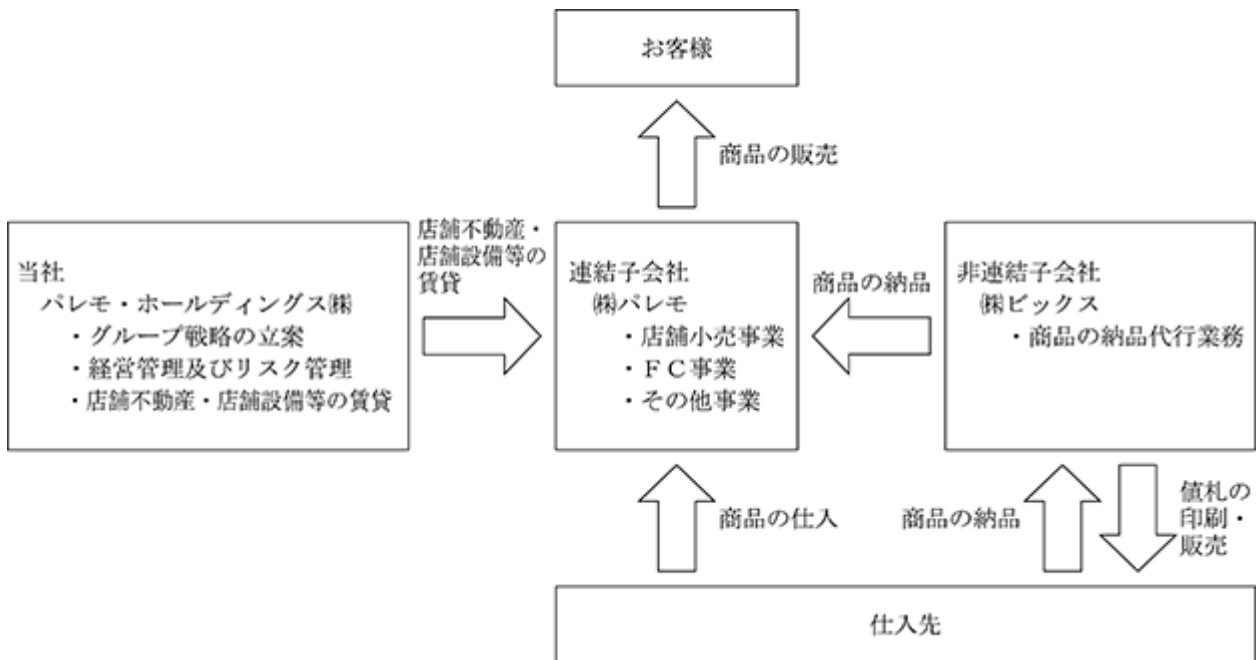 お客様
商品の販売
店舗不動産・
店舗設備等の
賃貸
当社
パレモ・ホールディングス㈱
・グループ戦略の立案
・経営管理及びリスク管理
・店舗不動産・店舗設備等の賃貸
連結子会社
㈱パレモ
・店舗小売事業
・ＦＣ事業
・その他事業
商品の納品
非連結子会社
㈱ビックス
・商品の納品代行業務
商品の仕入
商品の納品
値札の
印刷・
販売
仕入先